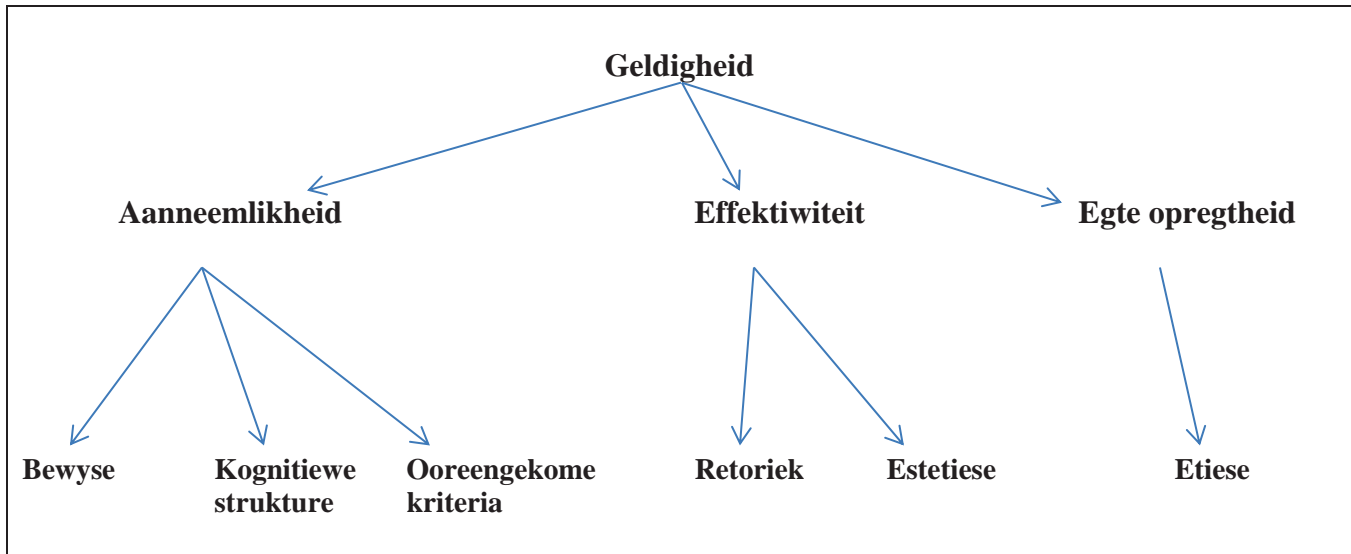 Geldigheid
Aanneemlikheid
Effektiwiteit
Egte opregtheid
Bewyse
Kognitiewe
strukture
Ooreengekome
kriteria
Retoriek
Estetiese
Etiese